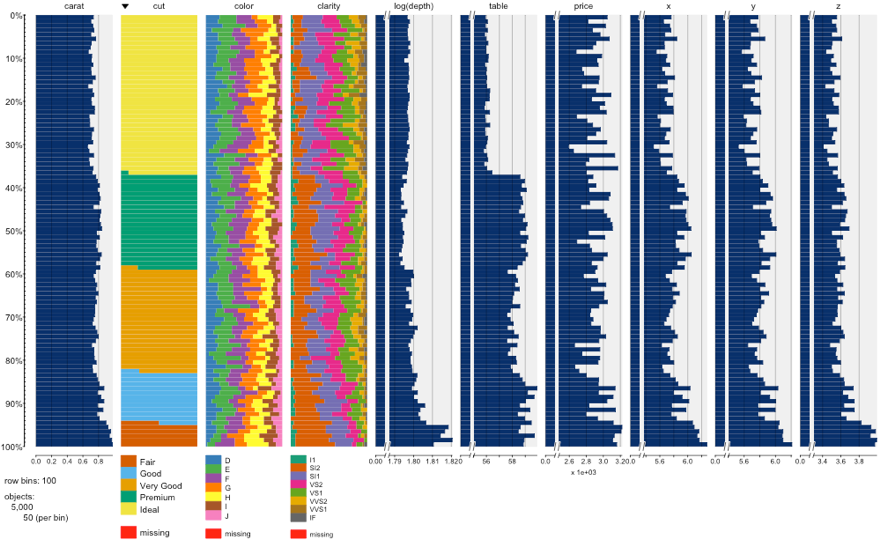 carat cut color clarity log(depth) table price x y z
0%
10%
20%
30%
40%
50%
60%
70%
80%
90%
100%
0.0 0.2 0.4 0.6 0.8 0.00 1.79 1.80 1.81 1.82 0 56 58 0.0 2.6 2.8 3.0 3.2 0.0 5.6 6.0 0.0 5.6 6.0 0.0 3.4 3.6 3.8
x 1e+03
Fair
Good
Very Good
Premium
Ideal
missing
D
E
F
G
H
I
J
missing
I1
SI2
SI1
VS2
VS1
VVS2
VVS1
IF
missing
row bins: 100
objects:
5,000
50 (per bin)